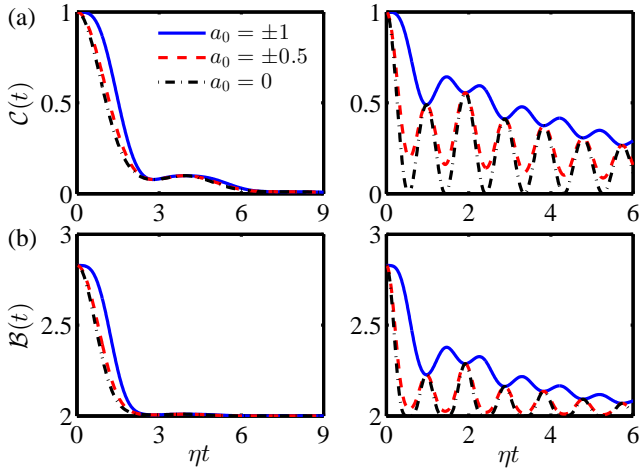 (a)
C(t)
1
0.5
0
a₀ = ±1
a₀ = ±0.5
a₀ = 0
0 3 6 9
1
0.5
0
0 2 4 6
(b)
B(t)
3
2.5
2
0 3 6 9
ηt
3
2.5
2
0 2 4 6
ηt